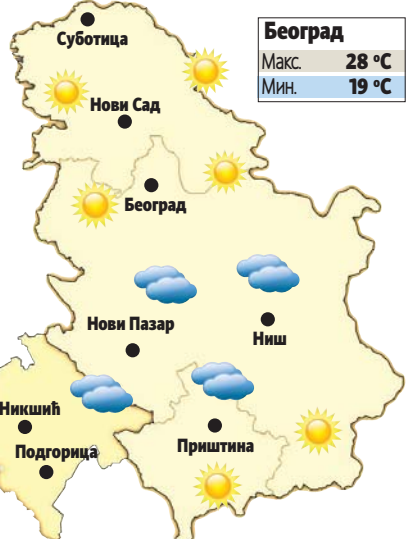 Београд
Макс. 28 °C
Мин. 19 °C
Суботица
Нови Сад
Београд
Нови Пазар
Ниш
Никшић
Подгорица
Приштина